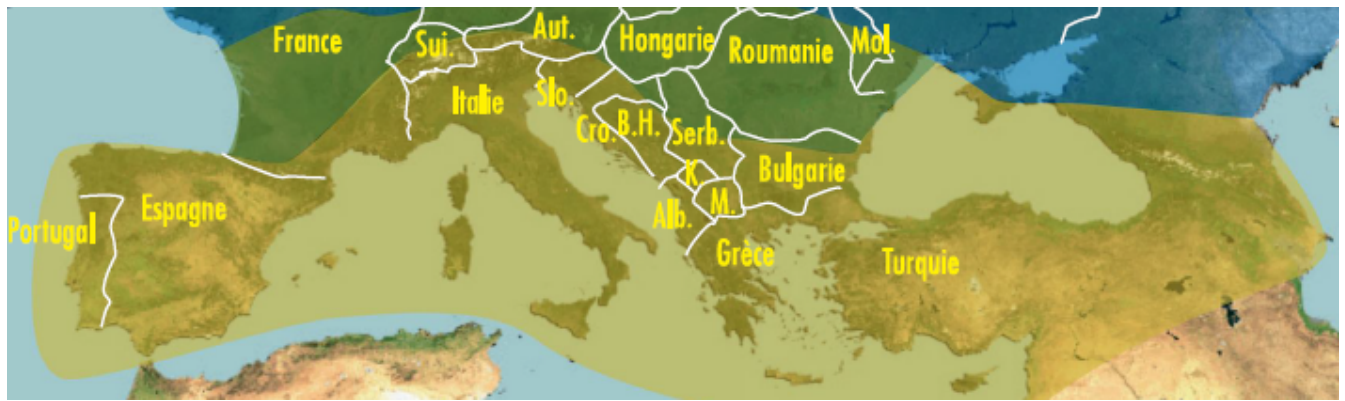 France
Sui.
Aut.
Hongarie
Roumanie
Mol.
Italie
Slo.
Cro.
B.H.
Serb.
K
Bulgarie
Portugal
Espagne
Alb.
M.
Grèce
Turquie